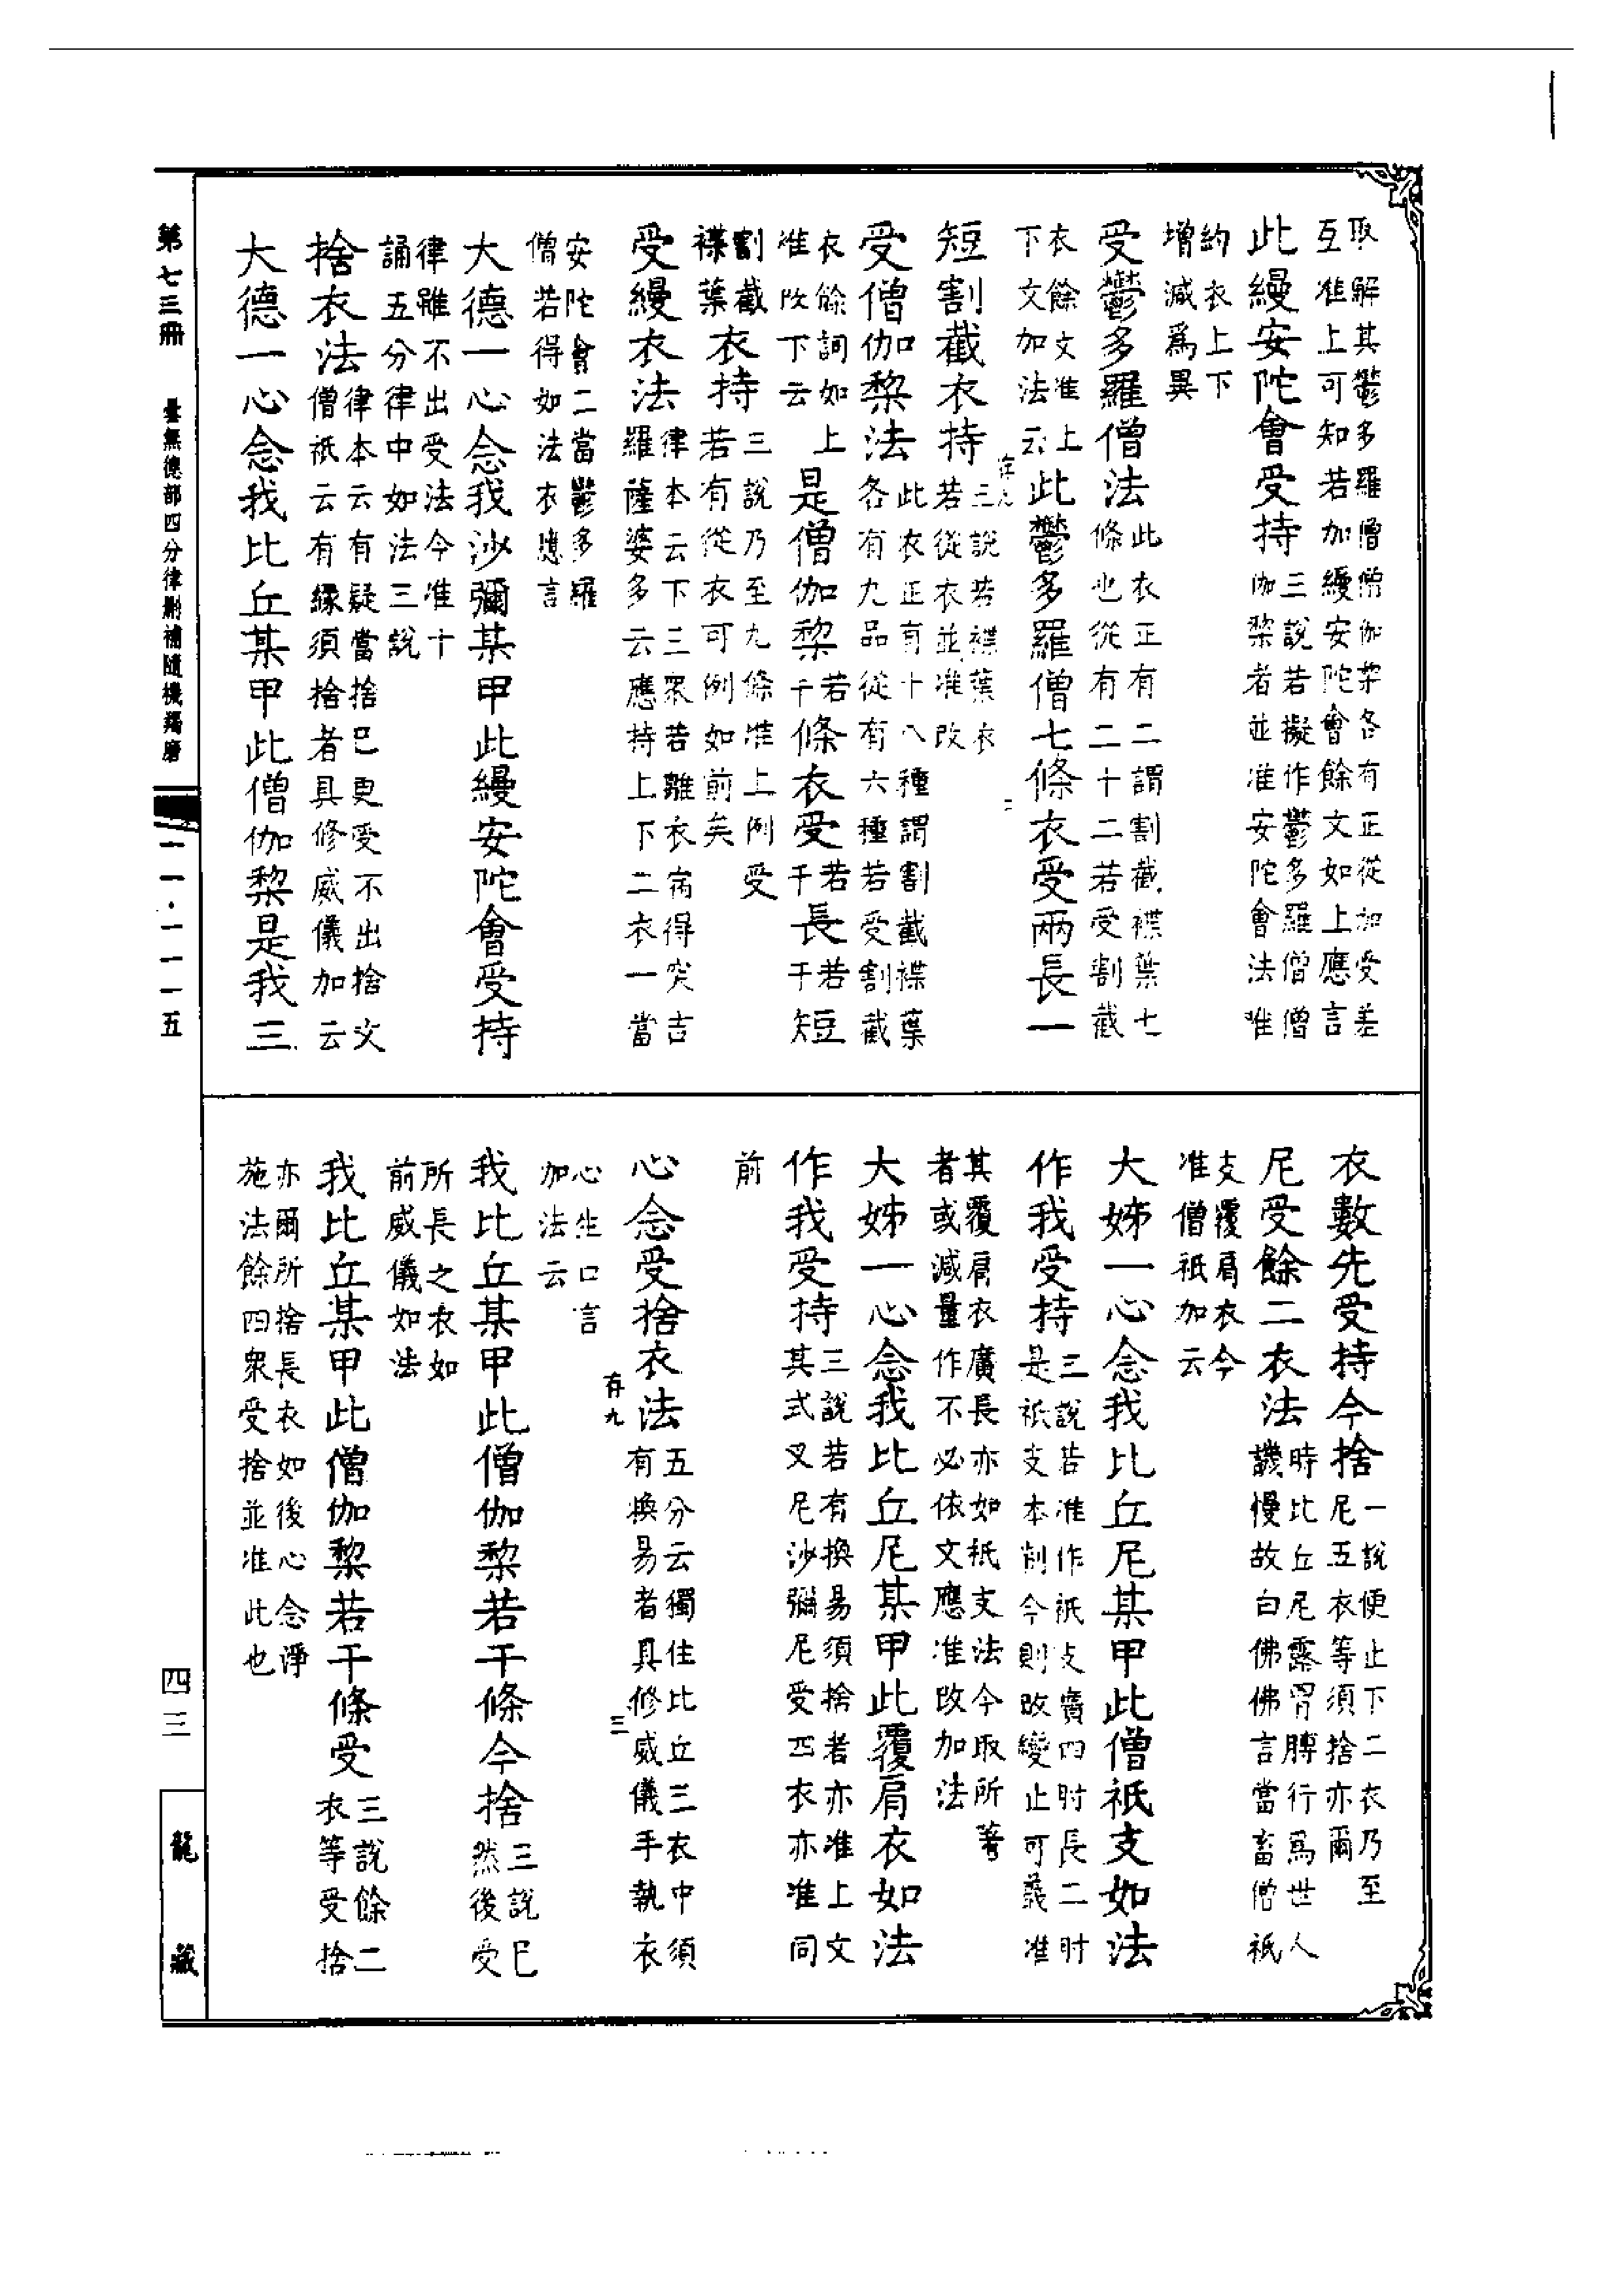 取解其鬱多羅僧僧伽棃各有正從加受差
互准上可知若加縵安陀會餘文如上應言
此縵安陀會受持三說若擬作鬱多羅僧僧
伽棃者並准安陀會法唯
約衣上下
增減爲異
受鬱多羅僧法此衣正有二謂割截褋葉七
條也從有二十二若受割截
衣餘文准上
下文加法云此鬱多羅僧七條衣受兩長一
短割截衣持三說若褋葉衣
若從衣並准改
受僧伽棃法此衣正有十八種謂割截褋葉
各有九品從有六種若受割截
衣餘詞如上
准改下云是僧伽棃若干條衣受若干長若干短
割截褋葉衣持三說乃至九條准上例受
若有從衣可例如前矣
受縵衣法律本云下三衆若離衣宿得突吉
羅薩婆多云應持上下二衣一當
安陀會二當鬱多羅
僧若得如法衣應言
大德一心念我沙彌某甲此縵安陀會受持
律雖不出受法今准十
誦五分律中如法三說
捨衣法律本云有疑當捨已更受不出捨文
僧祇云有緣須捨者具修威儀加云
大德一心念我比丘某甲此僧伽棃是我三
衣數先受持今捨一說便止下二衣乃至
尼五衣等須捨亦爾
尼受餘二衣法時比丘尼露胷膊行爲世人
譏慢故白佛佛言當畜僧祇
支覆肩衣今
准僧祇加云
大姊一心念我比丘尼某甲此僧祇支如法
作我受持三說若准作祇支廣四肘長二肘
是祇支本制今則改變止可義准
其覆肩衣廣長亦如祇支法今取所著
者或減量作不必依文應准改加法
大姊一心念我比丘尼某甲此覆肩衣如法
作我受持三說若有換易須捨者亦准上文
其式叉尼沙彌尼受四衣亦准同
前
心念受捨衣法五分云獨住比丘三衣中須
有換易者具修威儀手執衣
心生口言
加法云
我比丘某甲此僧伽棃若干條今捨三說已
然後受
所長之衣如
前威儀如法
我比丘某甲此僧伽棃若干條受三說餘二
衣等受捨
亦爾所捨長衣如後心念淨
施法餘四衆受捨並准此也
存九
二
存九
三
第七三冊
曇無德部四分律刪補隨機羯磨
一一·一一一五
四三
龍藏